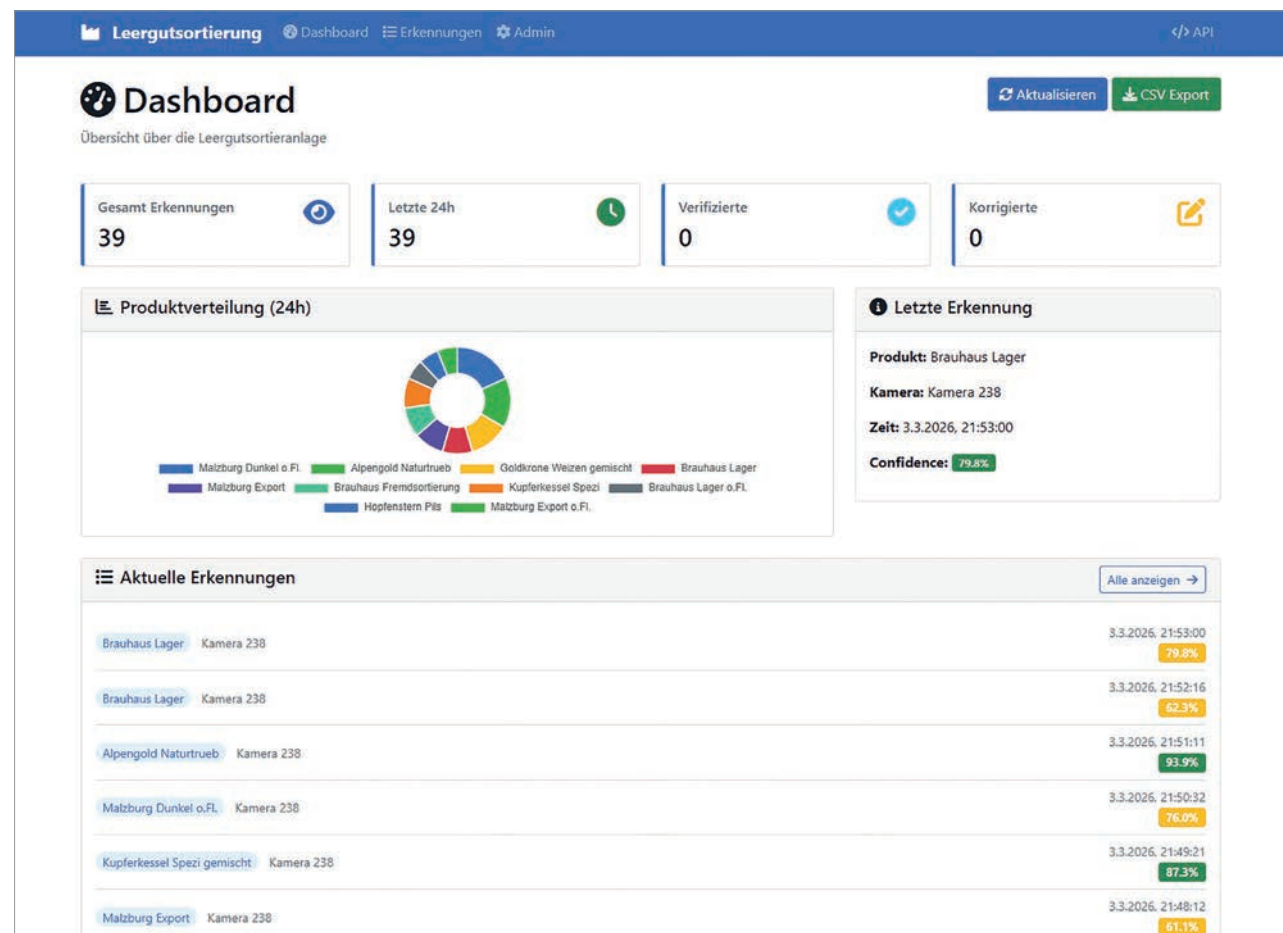 Leergutsortierung Dashboard Erkennungen Admin </> API
Dashboard
Aktualisieren CSV Export
Übersicht über die Leergutsortieranlage
Gesamt Erkennungen
39
Letzte 24h
39
Verifizierte
0
Korrigierte
0
Produktverteilung (24h)
Malzburg Dunkel o.Fl. Alpengold Naturtrueb Goldkrone Weizen gemischt Brauhaus Lager
Malzburg Export Brauhaus Fremdsortierung Kupferkessel Spezi Brauhaus Lager o.Fl.
Hopfenstern Pils Malzburg Export o.Fl.
Letzte Erkennung
Produkt: Brauhaus Lager
Kamera: Kamera 238
Zeit: 3.3.2026, 21:53:00
Confidence: 79.8%
Aktuelle Erkennungen
Alle anzeigen →
Brauhaus Lager Kamera 238
3.3.2026, 21:53:00
79.8%
Brauhaus Lager Kamera 238
3.3.2026, 21:52:16
62.3%
Alpengold Naturtrueb Kamera 238
3.3.2026, 21:51:11
93.9%
Malzburg Dunkel o.Fl. Kamera 238
3.3.2026, 21:50:32
76.0%
Kupferkessel Spezi gemischt Kamera 238
3.3.2026, 21:49:21
87.3%
Malzburg Export Kamera 238
3.3.2026, 21:48:12
61.1%